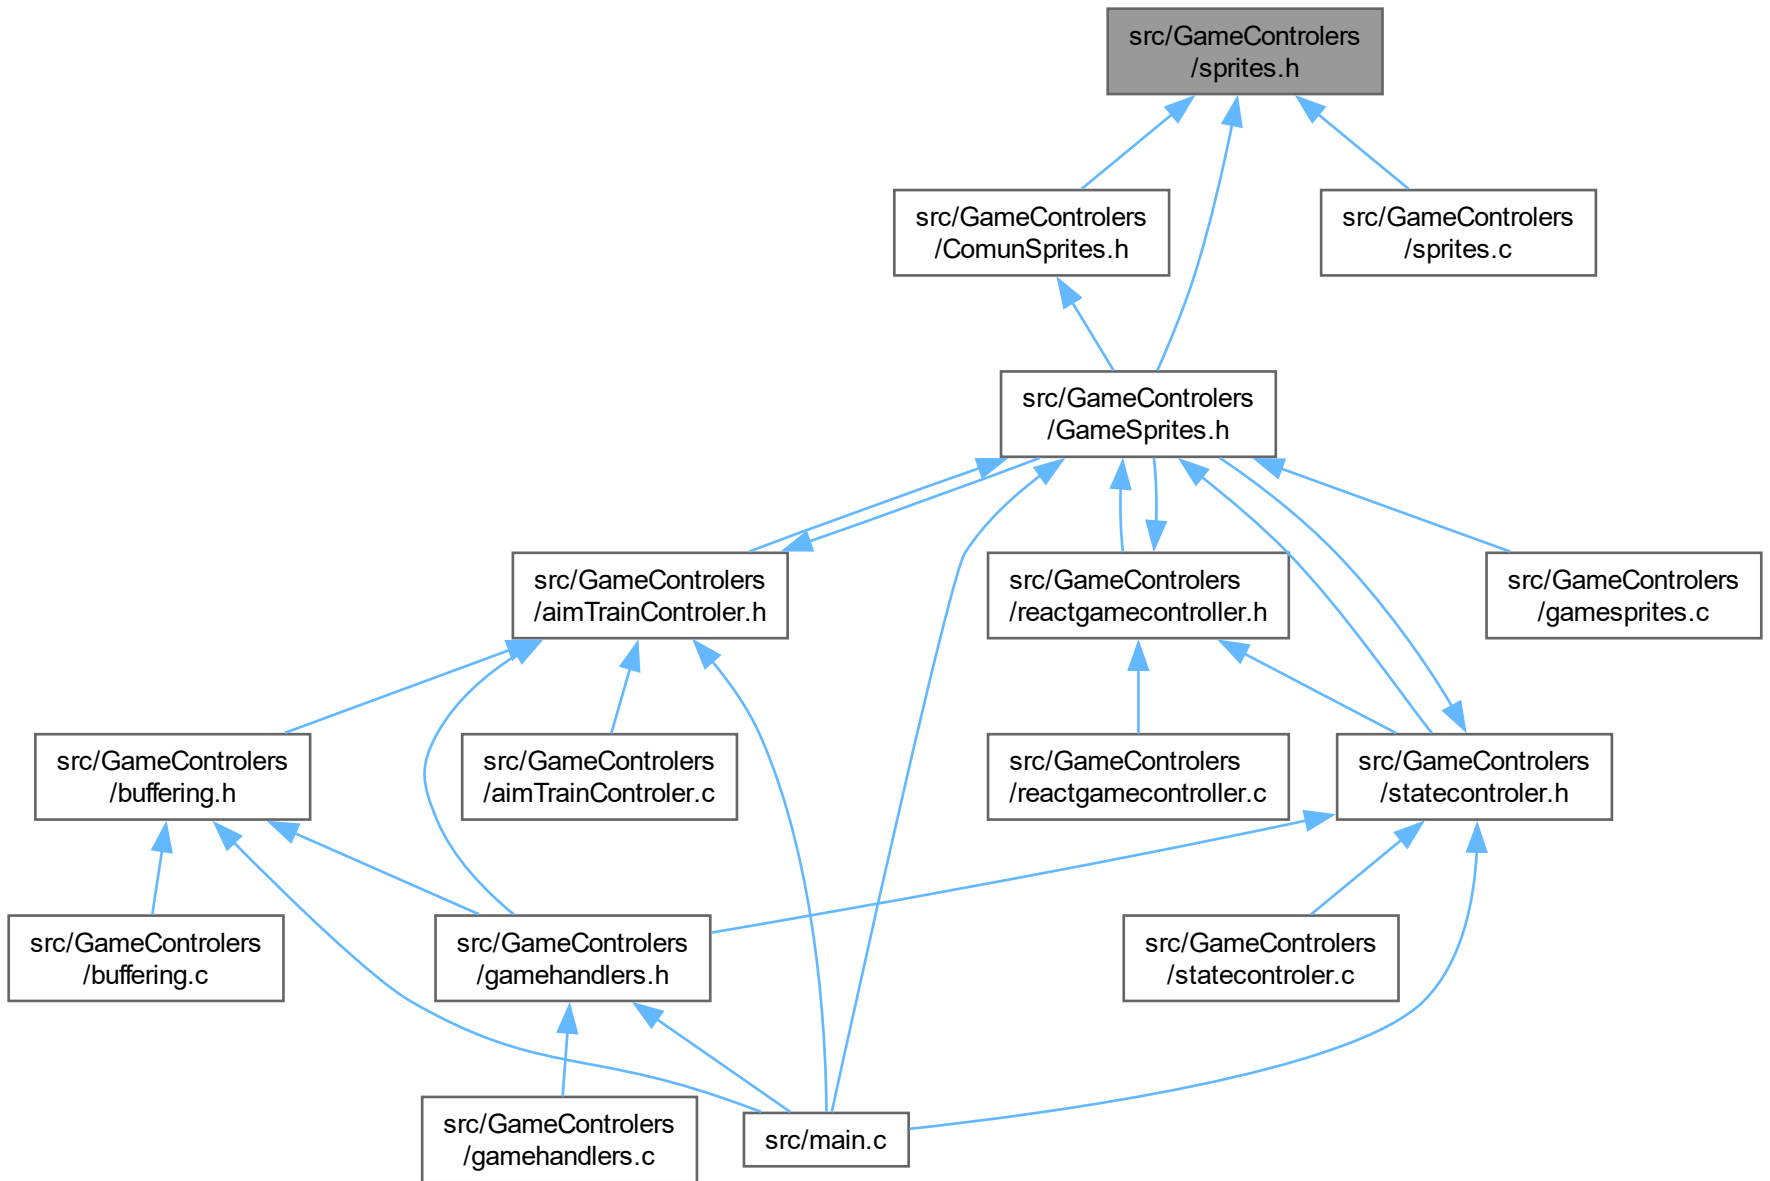 src/GameControlers
/sprites.h
src/GameControlers
/ComunSprites.h
src/GameControlers
/sprites.c
src/GameControlers
/GameSprites.h
src/GameControlers
/aimTrainControler.h
src/GameControlers
/reactgamecontroller.h
src/GameControlers
/gamesprites.c
src/GameControlers
/buffering.h
src/GameControlers
/aimTrainControler.c
src/GameControlers
/reactgamecontroller.c
src/GameControlers
/statecontroler.h
src/GameControlers
/buffering.c
src/GameControlers
/gamehandlers.h
src/GameControlers
/statecontroler.c
src/GameControlers
/gamehandlers.c
src/main.c